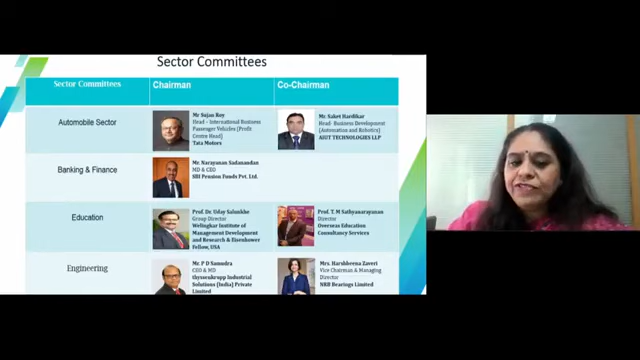 Sector Committees
Sector Committees
Chairman
Co-Chairman
Automobile Sector
Mr Sujan Roy
Head – International Business
Passenger Vehicles (Profit
Centre Head)
Tata Motors
Mr. Saket Hardikar
Head- Business Development
(Automation and Robotics)
AIUT TECHNOLOGIES LLP
Banking & Finance
Mr. Narayanan Sadanandan
MD & CEO
SBI Pension Funds Pvt. Ltd.
Education
Prof. Dr. Uday Salunkhe
Group Director
Welingkar Institute of
Management Development
and Research & Eisenhower
Fellow, USA
Prof. T. M Sathyanarayanan
Director
Overseas Education
Consultancy Services
Engineering
Mr. P D Samudra
CEO & MD
thyssenkrupp Industrial
Solutions (India) Private
Limited
Mrs. Harshbeena Zaveri
Vice Chairman & Managing
Director
NRB Bearings Limited